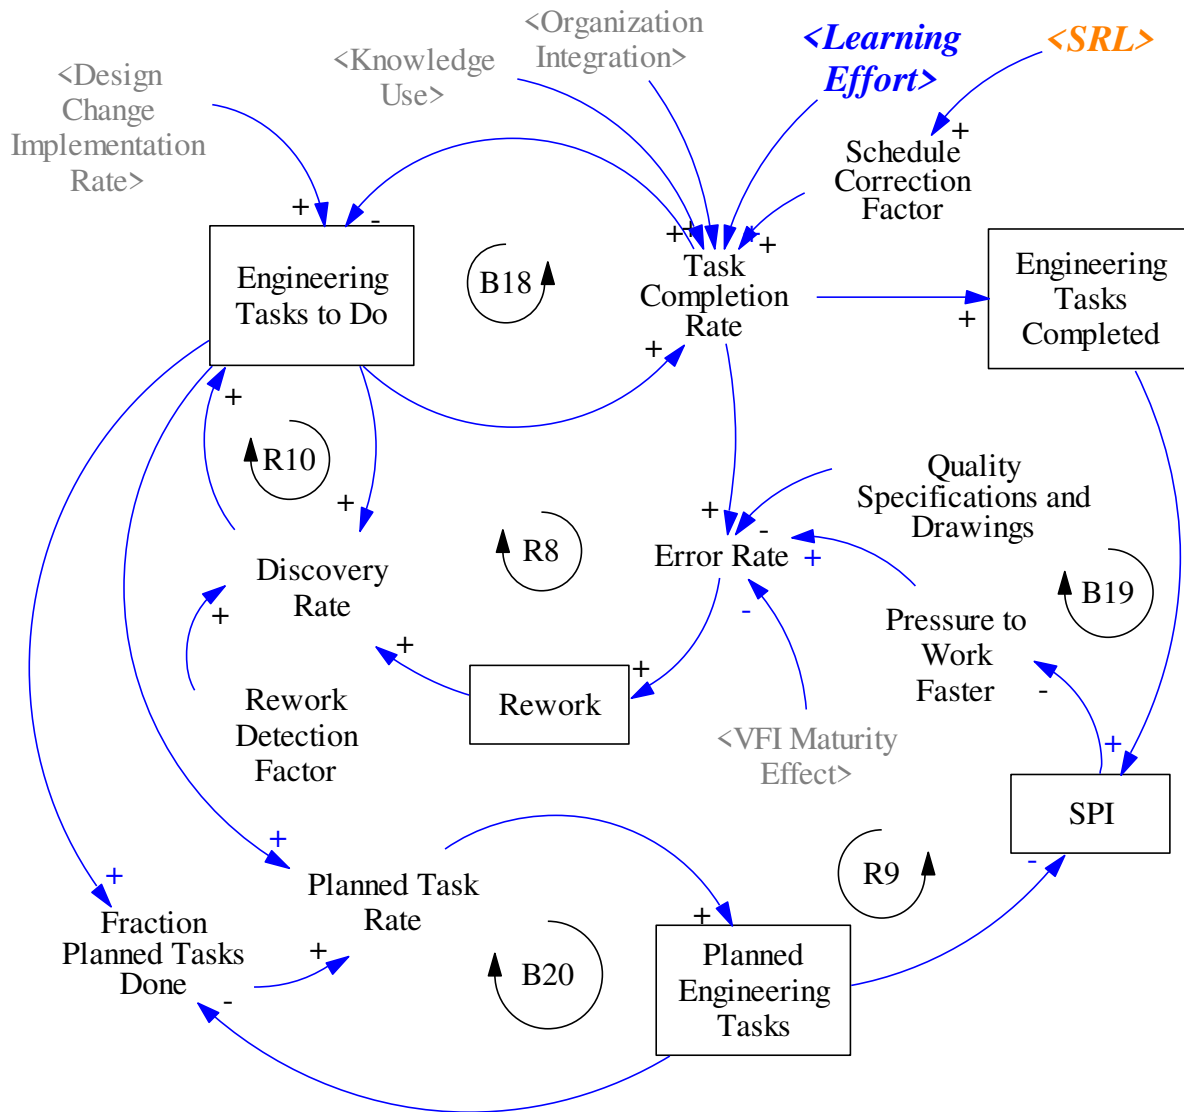 <Design
Change
Implementation
Rate>
<Knowledge
Use>
<Organization
Integration>
<Learning
Effort>
<SRL>
+
Schedule
Correction
Factor
+
-
+
+
+
+
Engineering
Tasks to Do
B18
Task
Completion
Rate
Engineering
Tasks
Completed
+
+
+
R10
+
+
Quality
Specifications and
Drawings
-
R8
Error Rate
+
Discovery
Rate
+
B19
-
Pressure to
Work
Faster
+
+
-
Rework
Rework
Detection
Factor
<VFI Maturity
Effect>
+
SPI
+
-
R9
+
Planned Task
Rate
Fraction
Planned Tasks
Done
+
-
B20
+
Planned
Engineering
Tasks